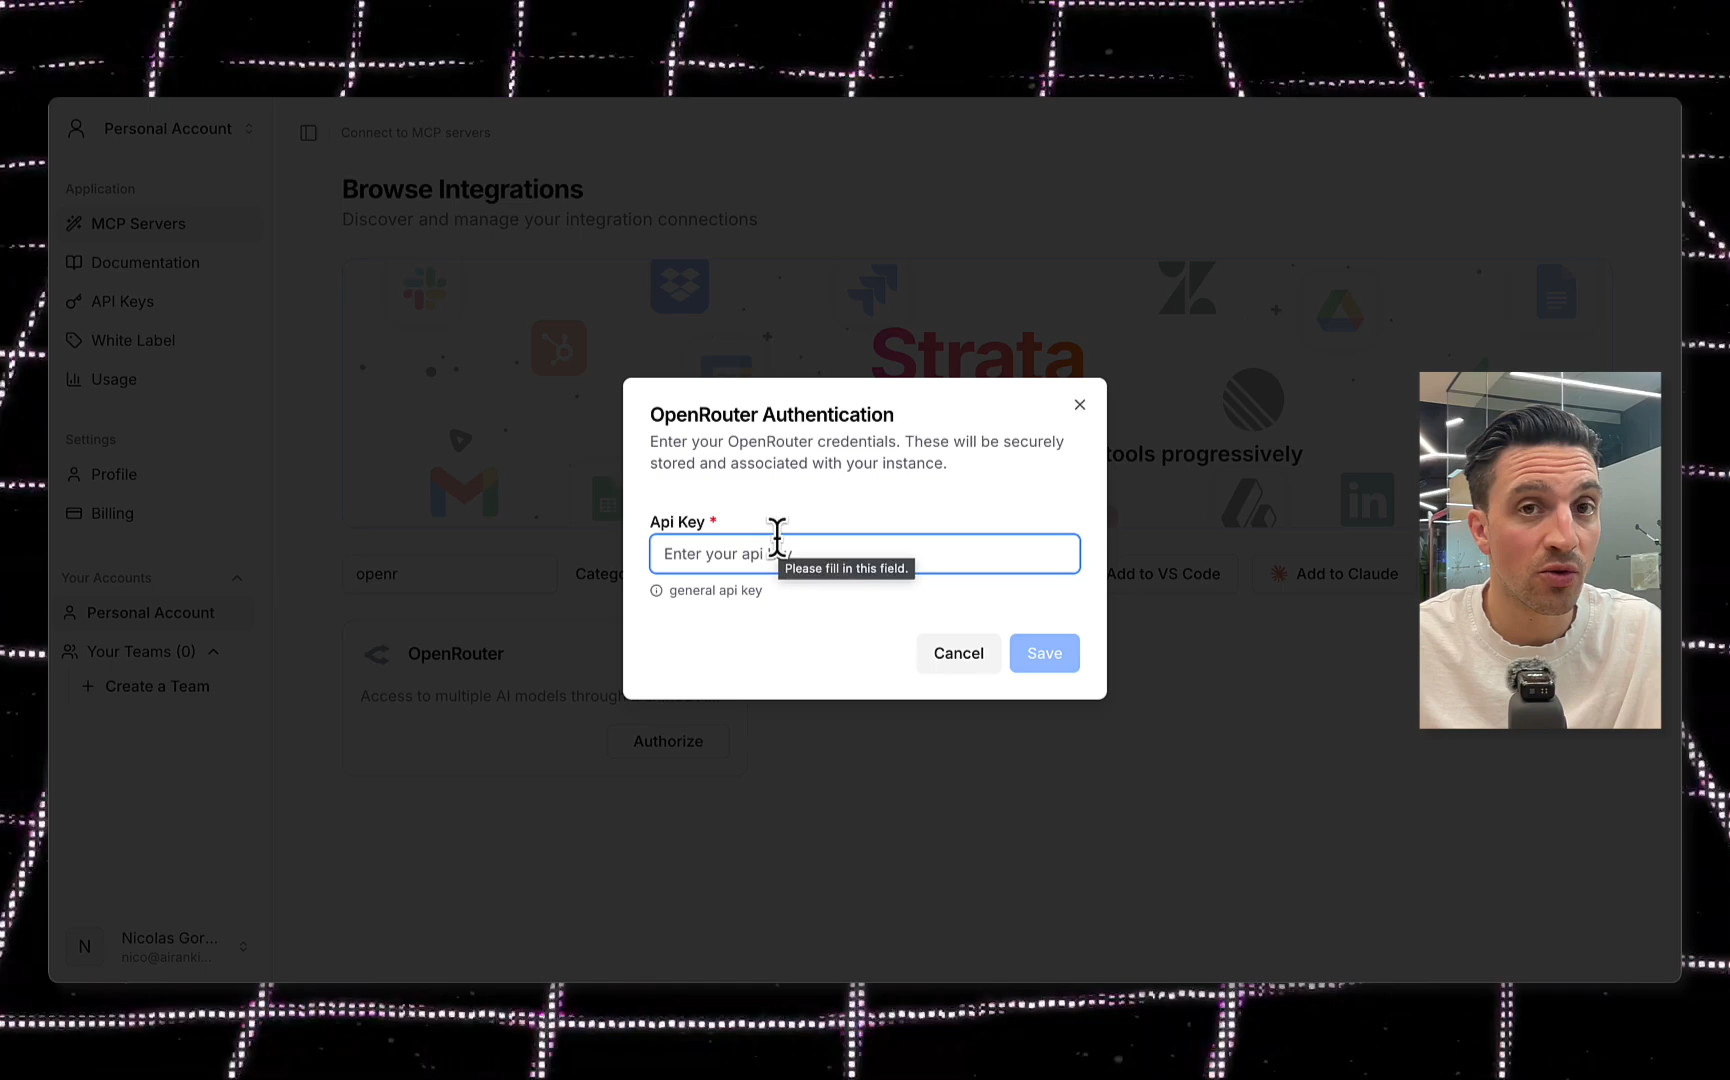 Personal Account
Connect to MCP servers
Application
MCP Servers
Documentation
API Keys
White Label
Usage
Settings
Profile
Billing
Your Accounts
Personal Account
Your Teams (0)
Create a Team
N
Nicolas Gor...
nico@airanki...
Browse Integrations
Discover and manage your integration connections
Strata
tools progressively
in
openr
Add to VS Code
Add to Claude
OpenRouter
Access to multiple AI models through
Authorize
OpenRouter Authentication
Enter your OpenRouter credentials. These will be securely
stored and associated with your instance.
Api Key *
Enter your api
Please fill in this field.
general api key
Cancel
Save